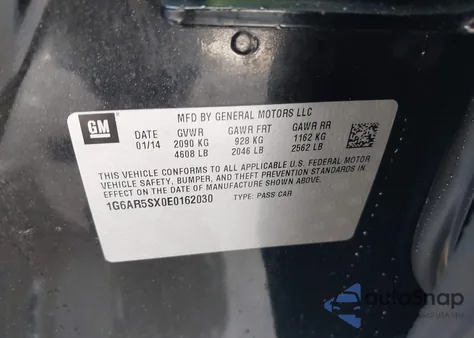 GM
MFD BY GENERAL MOTORS LLC
DATE GVWR GAWR FRT GAWR RR
01/14 2090 KG 928 KG 1162 KG
4608 LB 2046 LB 2562 LB
THIS VEHICLE CONFORMS TO ALL APPLICABLE U.S. FEDERAL MOTOR
VEHICLE SAFETY, BUMPER, AND THEFT PREVENTION STANDARDS IN
EFFECT ON THE DATE OF MANUFACTURE SHOWN ABOVE.
1G6AR5SX0E0162030 TYPE: PASS CAR
autoSnap